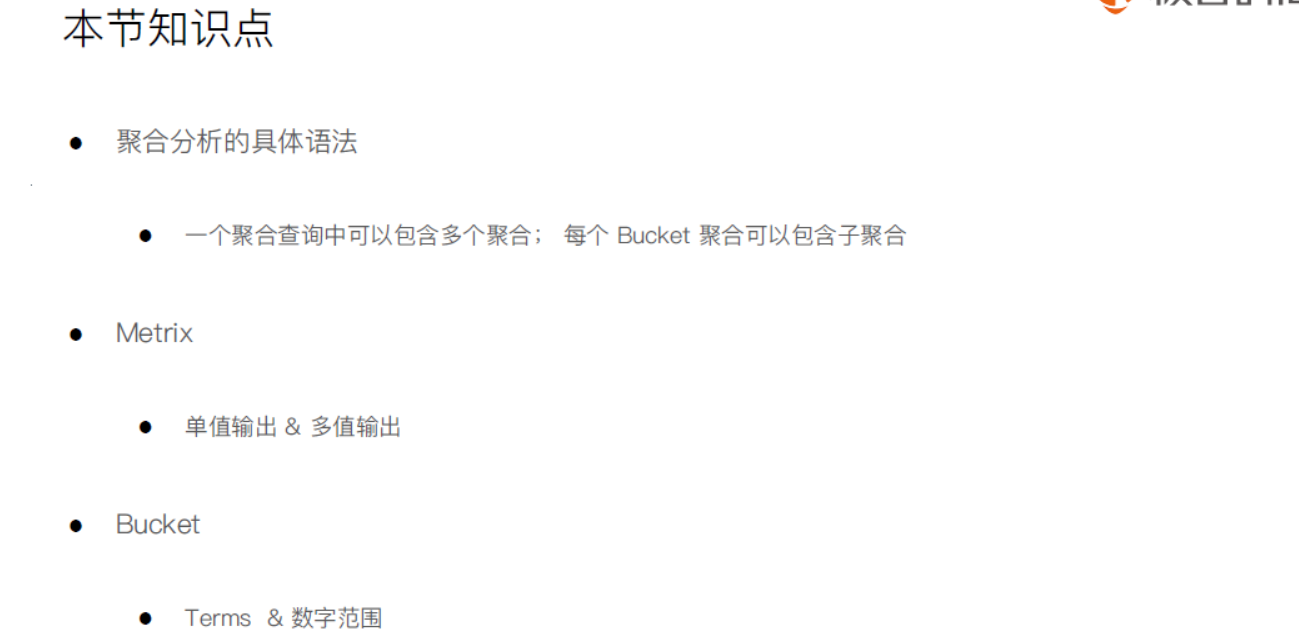 本节知识点
聚合分析的具体语法
一个聚合查询中可以包含多个聚合； 每个 Bucket 聚合可以包含子聚合
Metrix
单值输出 & 多值输出
Bucket
Terms & 数字范围